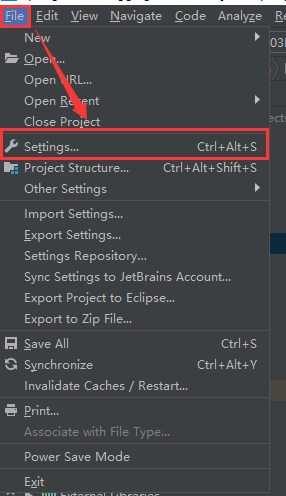 File Edit View Navigate Code Analyze Re
New
Open...
Open URL...
Open Recent
Close Project
Settings... Ctrl+Alt+S
Project Structure... Ctrl+Alt+Shift+S
Other Settings
Import Settings...
Export Settings...
Settings Repository...
Sync Settings to JetBrains Account...
Export Project to Eclipse...
Export to Zip File...
Save All Ctrl+S
Synchronize Ctrl+Alt+Y
Invalidate Caches / Restart...
Print...
Associate with File Type...
Power Save Mode
Exit
External Libraries